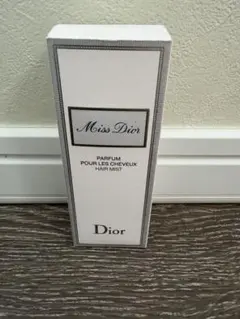 Miss Dior
PARFUM
POUR LES CHEVEUX
HAIR MIST
Dior